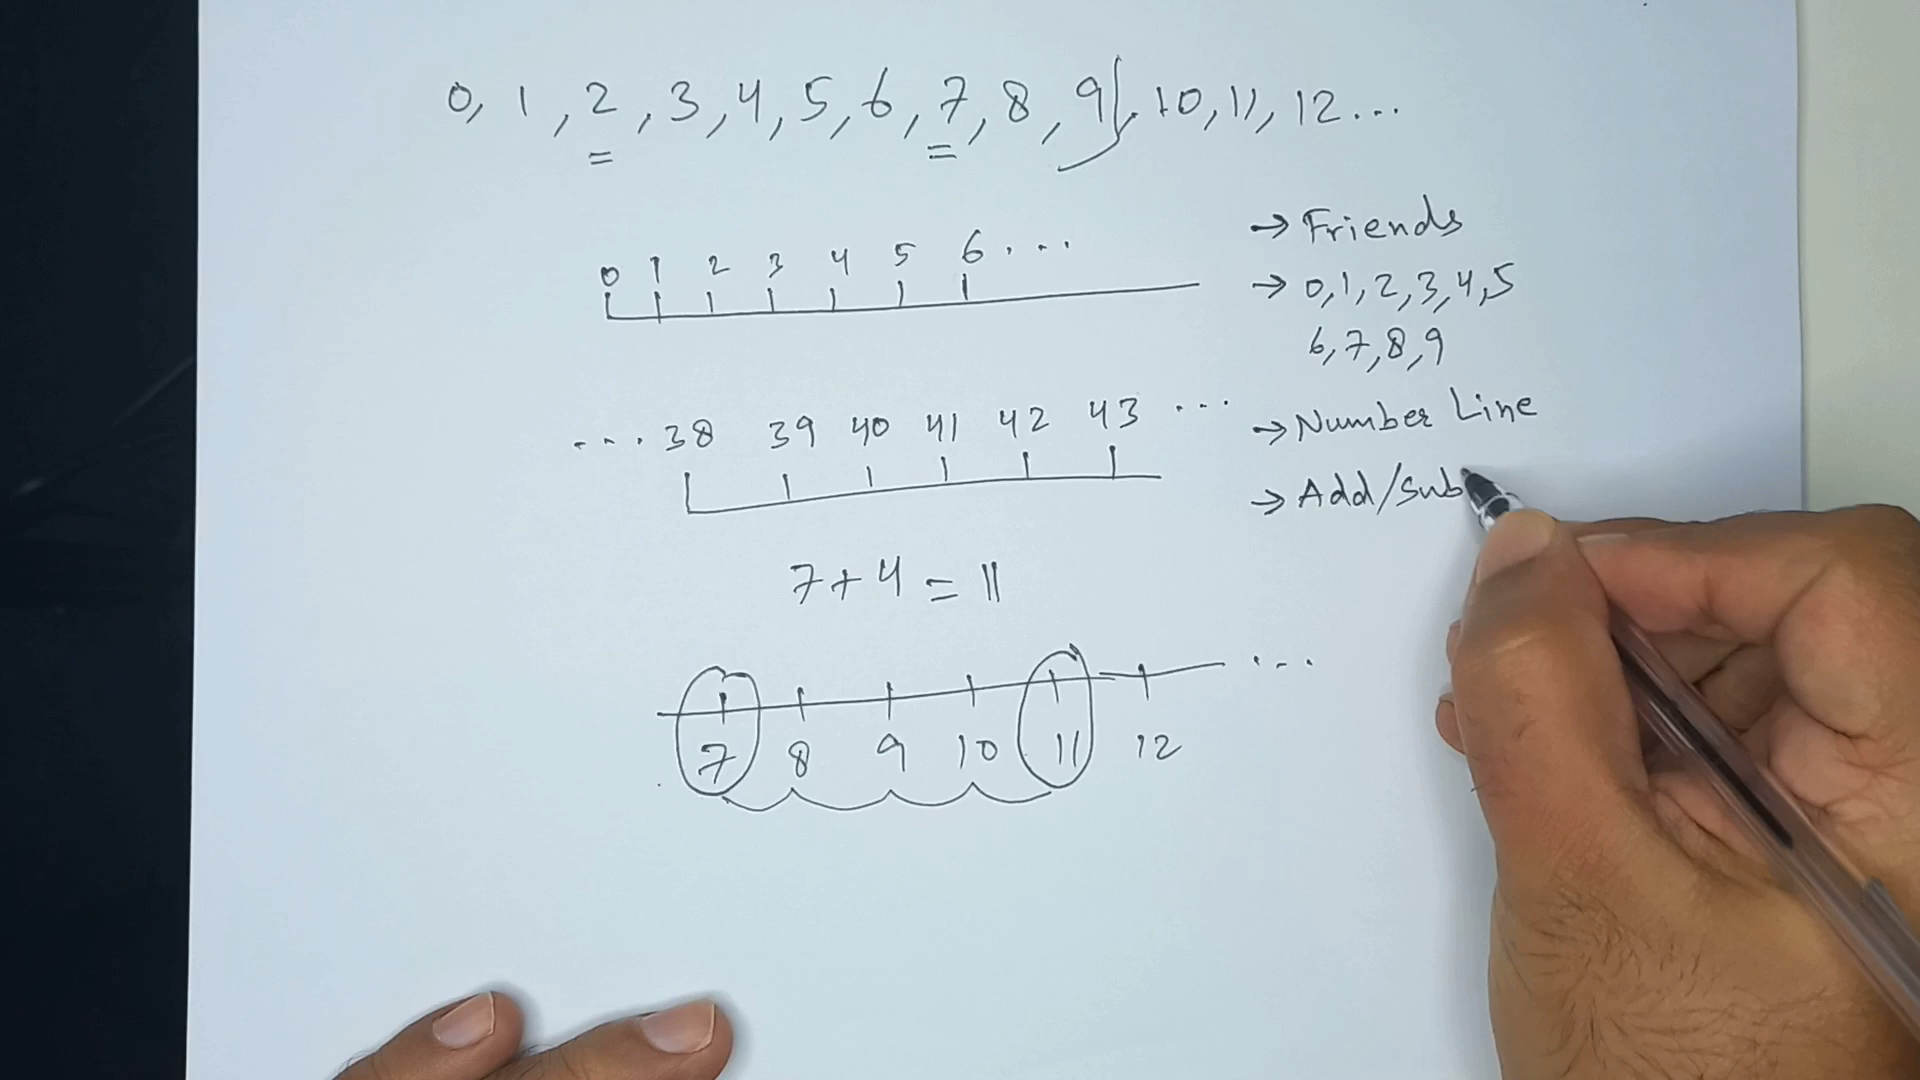 0, 1, 2, 3, 4, 5, 6, 7, 8, 9, 10, 11, 12...
0 1 2 3 4 5 6 ...
... 38 39 40 41 42 43 ...
7 + 4 = 11
7 8 9 10 11 12 ...
→ Friends
→ 0, 1, 2, 3, 4, 5
6, 7, 8, 9
→ Number Line
→ Add/Sub